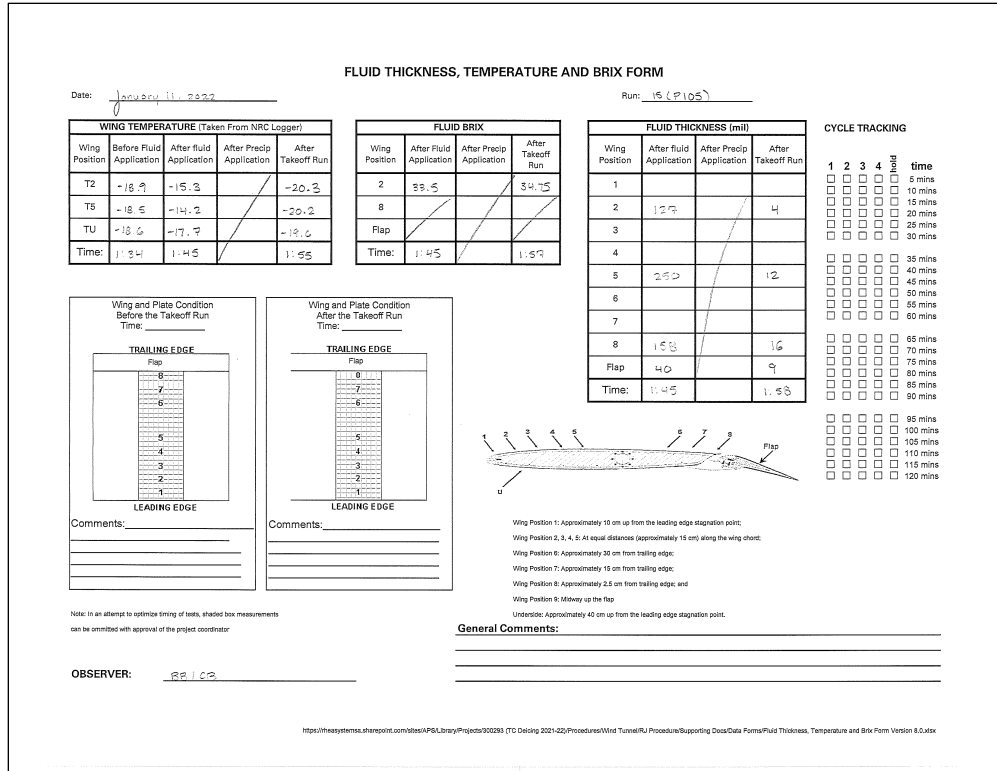 FLUID THICKNESS, TEMPERATURE AND BRIX FORM
Date: January 11, 2022 Run: 15 (P105)
WING TEMPERATURE (Taken From NRC Logger)
Wing Position Before Fluid Application After fluid Application After Precip Application After Takeoff Run
T2 -18.9 -15.3 -20.3
T5 -18.5 -14.2 -20.2
TU -18.6 -17.7 -19.6
Time: 1:34 1:45 1:55
FLUID BRIX
Wing Position After Fluid Application After Precip Application After Takeoff Run
2 33.5 34.75
8
Flap
Time: 1:45 1:57
FLUID THICKNESS (mil)
Wing Position After fluid Application After Precip Application After Takeoff Run
1
2 127 4
3
4
5 250 12
6
7
8 158 16
Flap 40 9
Time: 1:45 1:58
CYCLE TRACKING
1 2 3 4 hold time
5 mins
10 mins
15 mins
20 mins
25 mins
30 mins
35 mins
40 mins
45 mins
50 mins
55 mins
60 mins
65 mins
70 mins
75 mins
80 mins
85 mins
90 mins
95 mins
100 mins
105 mins
110 mins
115 mins
120 mins
Wing and Plate Condition
Before the Takeoff Run
Time:
TRAILING EDGE
Flap
8
7
6
5
4
3
2
1
LEADING EDGE
Comments:
Wing and Plate Condition
After the Takeoff Run
Time:
TRAILING EDGE
Flap
8
7
6
5
4
3
2
1
LEADING EDGE
Comments:
1 2 3 4 5 6 7 8 Flap
U
Wing Position 1: Approximately 10 cm up from the leading edge stagnation point;
Wing Position 2, 3, 4, 5: At equal distances (approximately 15 cm) along the wing chord;
Wing Position 6: Approximately 30 cm from trailing edge;
Wing Position 7: Approximately 15 cm from trailing edge;
Wing Position 8: Approximately 2.5 cm from trailing edge; and
Wing Position 9: Midway up the flap
Underside: Approximately 40 cm up from the leading edge stagnation point.
Note: In an attempt to optimize timing of tests, shaded box measurements
can be ommitted with approval of the project coordinator
General Comments:
OBSERVER: BB / CB
https://rheasystemsa.sharepoint.com/sites/APS/Library/Projects/300293 (TC Deicing 2021-22)/Procedures/Wind Tunnel/RJ Procedure/Supporting Docs/Data Forms/Fluid Thickness, Temperature and Brix Form Version 8.0.xlsx